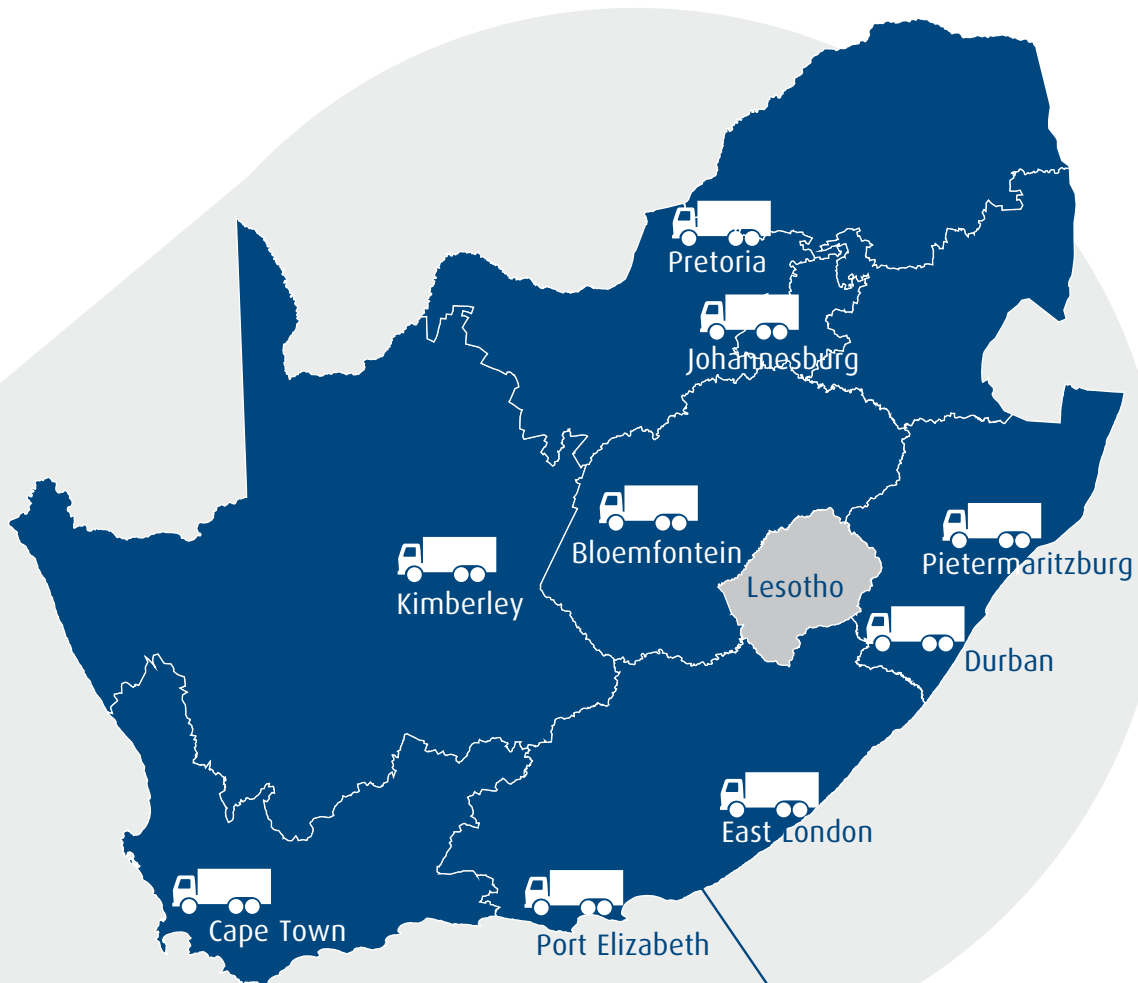 Pretoria
Johannesburg
Bloemfontein
Pietermaritzburg
Lesotho
Kimberley
Durban
East London
Cape Town
Port Elizabeth